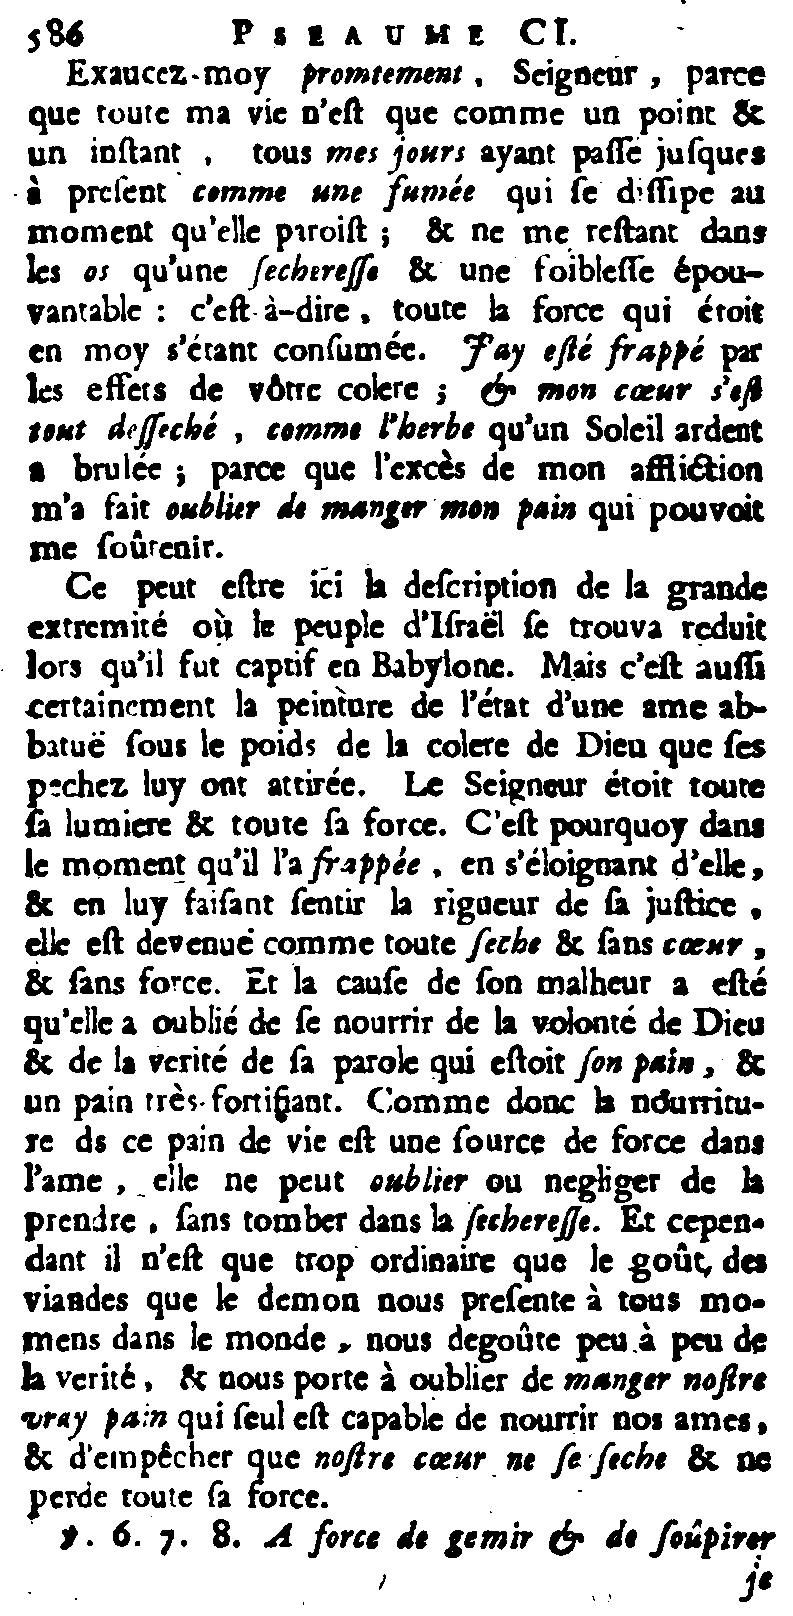 586 PSEAUME CI.
Exaucez-moy promtement, Seigneur, parce
que toute ma vie n'eſt que comme un point &
un inſtant, tous mes jours ayant paſſé juſques
à preſent comme une fumée qui ſe diſſipe au
moment qu'elle paroiſt; & ne me reſtant dans
les os qu'une ſechereſſe & une foibleſſe épou-
vantable: c'eſt-à-dire, toute la force qui étoit
en moy s'étant conſumée. J'ay eſté frappé par
les effets de vôtre colere; & mon cœur s'eſt
tout deſſeché, comme l'herbe qu'un Soleil ardent
a brulée; parce que l'excès de mon affliction
m'a fait oublier de manger mon pain qui pouvoit
me ſoûtenir.
Ce peut eſtre ici la deſcription de la grande
extremité où le peuple d'Iſraël ſe trouva reduit
lors qu'il fut captif en Babylone. Mais c'eſt auſſi
certainement la peinture de l'état d'une ame ab-
batuë ſous le poids de la colere de Dieu que ſes
pechez luy ont attirée. Le Seigneur étoit toute
ſa lumiere & toute ſa force. C'eſt pourquoy dans
le moment qu'il l'a frappée, en s'éloignant d'elle,
& en luy faiſant ſentir la rigueur de ſa juſtice,
elle eſt devenuë comme toute ſeche & ſans cœur,
& ſans force. Et la cauſe de ſon malheur a eſté
qu'elle a oublié de ſe nourrir de la volonté de Dieu
& de la verité de ſa parole qui eſtoit ſon pain, &
un pain très-fortifiant. Comme donc la nourritu-
re ds ce pain de vie eſt une ſource de force dans
l'ame, elle ne peut oublier ou negliger de la
prendre, ſans tomber dans la ſechereſſe. Et cepen-
dant il n'eſt que trop ordinaire que le goût des
viandes que le demon nous preſente à tous mo-
mens dans le monde, nous degoûte peu à peu de
la verité, & nous porte à oublier de manger noſtre
vray pain qui ſeul eſt capable de nourrir nos ames,
& d'empêcher que noſtre cœur ne ſe ſeche & ne
perde toute ſa force.
℣. 6. 7. 8. A force de gemir & de ſoûpirer
je